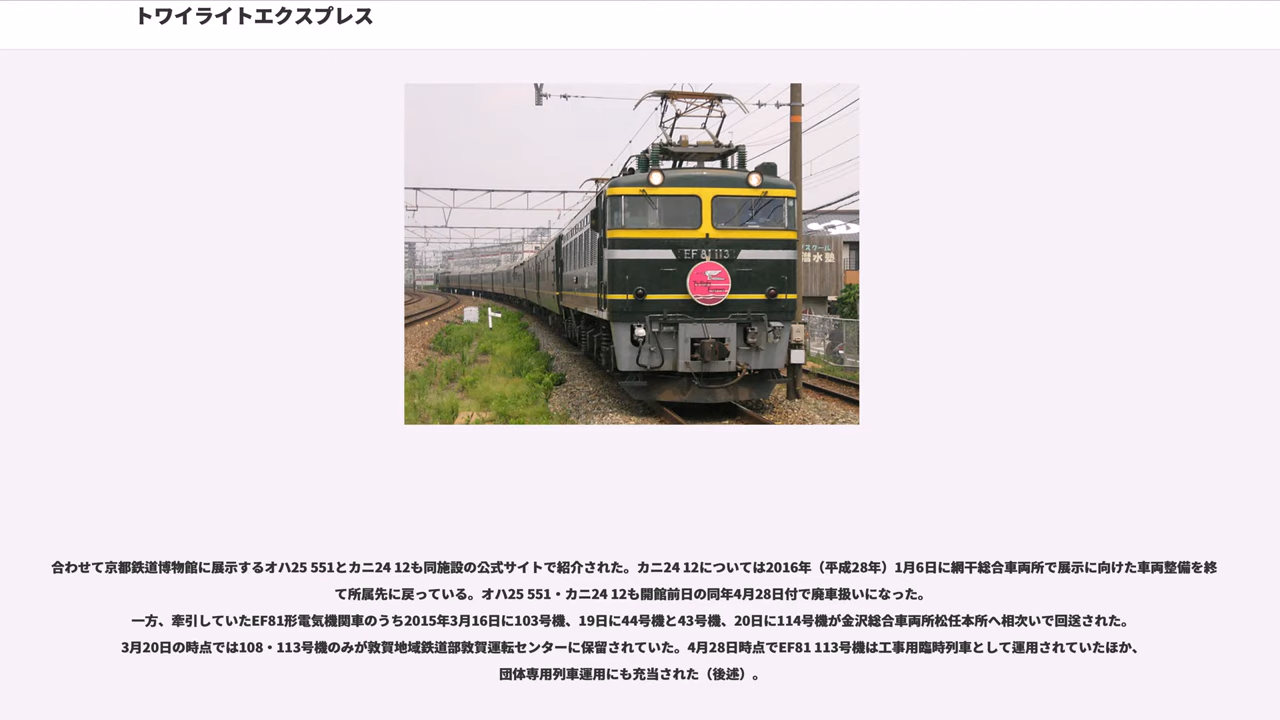 トワイライトエクスプレス
EF 81 113
合わせて京都鉄道博物館に展示するオハ25 551とカニ24 12も同施設の公式サイトで紹介された。カニ24 12については2016年（平成28年）1月6日に網干総合車両所で展示に向けた車両整備を終
て所属先に戻っている。オハ25 551・カニ24 12も開館前日の同年4月28日付で廃車扱いになった。
一方、牽引していたEF81形電気機関車のうち2015年3月16日に103号機、19日に44号機と43号機、20日に114号機が金沢総合車両所松任本所へ相次いで回送された。
3月20日の時点では108・113号機のみが敦賀地域鉄道部敦賀運転センターに保留されていた。4月28日時点でEF81 113号機は工事用臨時列車として運用されていたほか、
団体専用列車運用にも充当された（後述）。